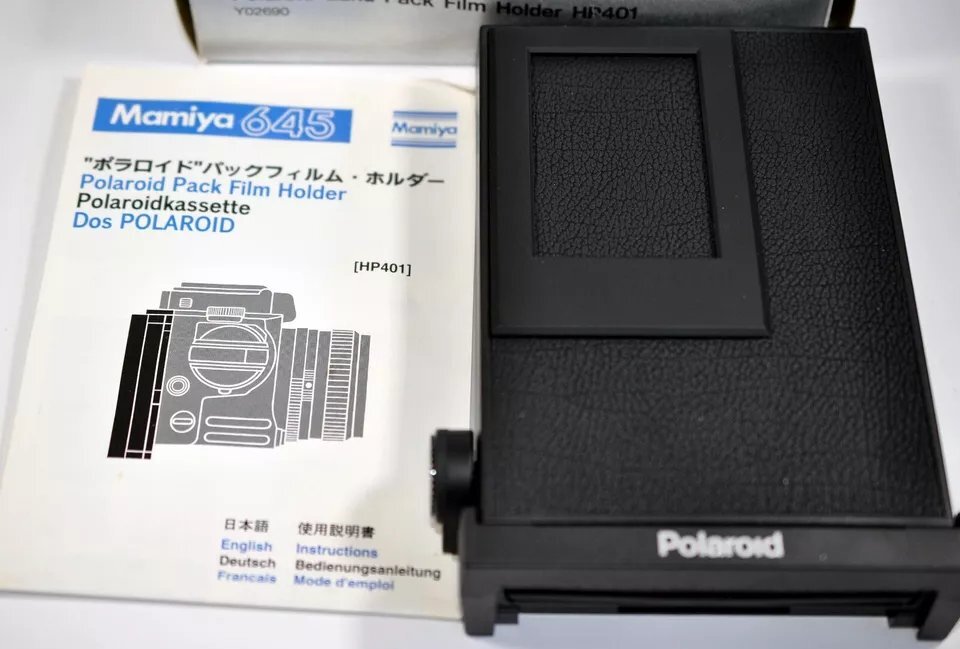 Pack Film Holder HP401
Y02690
Mamiya 645
Mamiya
"ポラロイド"パックフィルム・ホルダー
Polaroid Pack Film Holder
Polaroidkassette
Dos POLAROID
[HP401]
日本語 使用説明書
English Instructions
Deutsch Bedienungsanleitung
Francais Mode d'emploi
Polaroid